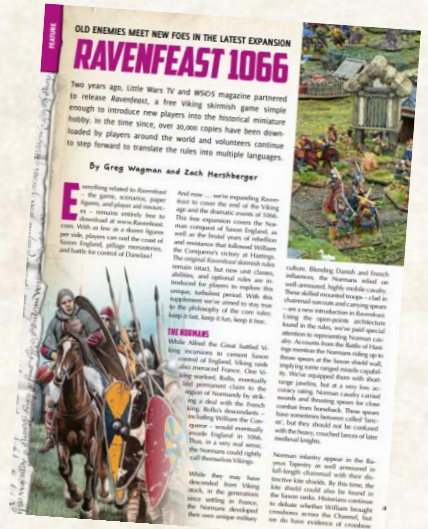 FEATURE
OLD ENEMIES MEET NEW FOES IN THE LATEST EXPANSION
RAVENFEAST 1066
Two years ago, Little Wars TV and WS&S magazine partnered
to release Ravenfeast, a free Viking skirmish game simple
enough to introduce new players into the historical miniature
hobby. In the time since, over 20,000 copies have been down-
loaded by players around the world and volunteers continue
to step forward to translate the rules into multiple languages.
By Greg Wagman and Zach Hershberger
Everything related to Ravenfeast
– the game, scenarios, paper
figures, and player aid resourc-
es – remains entirely free to
download at www.Ravenfeast.
com. With as few as a dozen figures
per side, players can raid the coast of
Saxon England, pillage monasteries,
and battle for control of Danelaw!
And now … we're expanding Raven-
feast to cover the end of the Viking
age and the dramatic events of 1066.
This free expansion covers the Nor-
man conquest of Saxon England, as
well as the brutal years of rebellion
and resistance that followed William
the Conqueror's victory at Hastings.
The original Ravenfeast skirmish rules
remain intact, but new unit classes,
abilities, and optional rules are in-
troduced for players to explore this
unique, turbulent period. With this
supplement we've aimed to stay true
to the philosophy of the core rules:
keep it fast, keep it fun, keep it free.
THE NORMANS
While Alfred the Great battled Vi-
king incursions to cement Saxon
control of England, Viking raids
also menaced France. One Vi-
king warlord, Rollo, eventually
laid permanent claim to the
region of Normandy by strik-
ing a deal with the French
king. Rollo's descendants –
including William the Con-
queror – would eventually
invade England in 1066.
Thus, in a very real sense,
the Normans could rightly
call themselves Vikings.
While they may have
descended from Viking
stock, in the generations
since settling in France,
the Normans developed
their own unique military
culture. Blending Danish and French
influences, the Normans relied on
well-armoured, highly mobile cavalry.
These skilled mounted troops – clad in
chainmail surcoats and carrying spears
– are a new introduction in Ravenfeast.
Using the open-points architecture
found in the rules, we've paid special
attention to representing Norman cav-
alry. Accounts from the Battle of Hast-
ings mention the Normans riding up to
throw spears at the Saxon shield wall,
implying some ranged missile capabil-
ity. We've equipped them with short-
range javelins, but at a very low ac-
curacy rating. Norman cavalry carried
swords and thrusting spears for close
combat from horseback. These spears
have sometimes between called 'lanc-
es', but they should not be confused
with the heavy, couched lances of later
medieval knights.
Norman infantry appear in the Ba-
yeux Tapestry as well armoured in
full-length chainmail with their dis-
tinctive kite shields. By this time, the
kite shield could also be found in
the Saxon ranks. Historians continue
to debate whether William brought
crossbows across the Channel, but
we do have evidence of crossbow